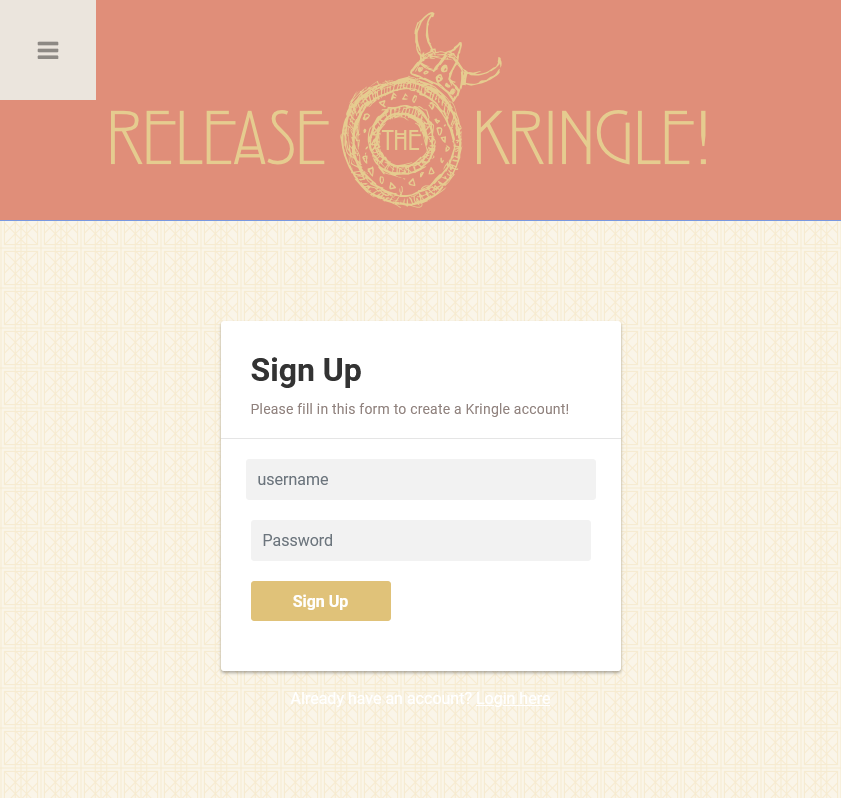 RELEASE THE KRINGLE!
Sign Up
Please fill in this form to create a Kringle account!
username
Password
Sign Up
Already have an account? Login here